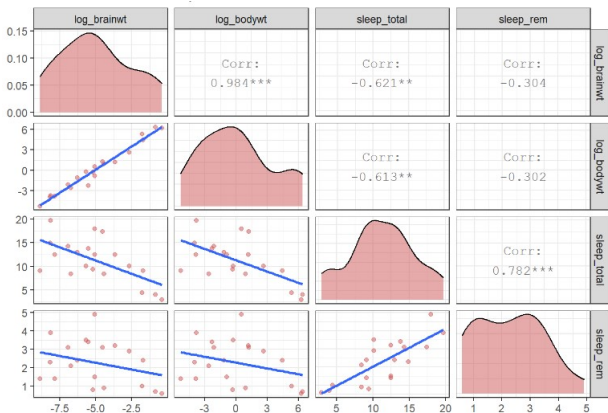 log_brainwt log_bodywt sleep_total sleep_rem
0.15
0.10
0.05
0.00
Corr:
0.984***
Corr:
-0.621**
Corr:
-0.304
log_brainwt
6
3
0
-3
Corr:
-0.613**
Corr:
-0.302
log_bodywt
20
15
10
5
Corr:
0.782***
sleep_total
5
4
3
2
1
sleep_rem
-7.5 -5.0 -2.5 -3 0 3 6 5 10 15 20 1 2 3 4 5